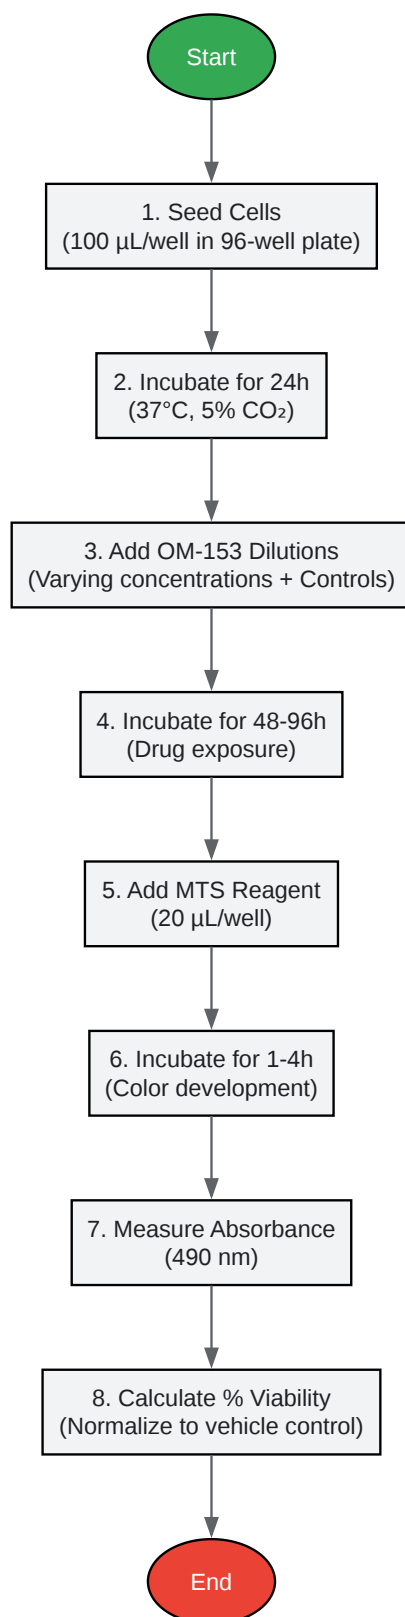 Start
1. Seed Cells
(100 µL/well in 96-well plate)
2. Incubate for 24h
(37°C, 5% CO₂)
3. Add OM-153 Dilutions
(Varying concentrations + Controls)
4. Incubate for 48-96h
(Drug exposure)
5. Add MTS Reagent
(20 µL/well)
6. Incubate for 1-4h
(Color development)
7. Measure Absorbance
(490 nm)
8. Calculate % Viability
(Normalize to vehicle control)
End